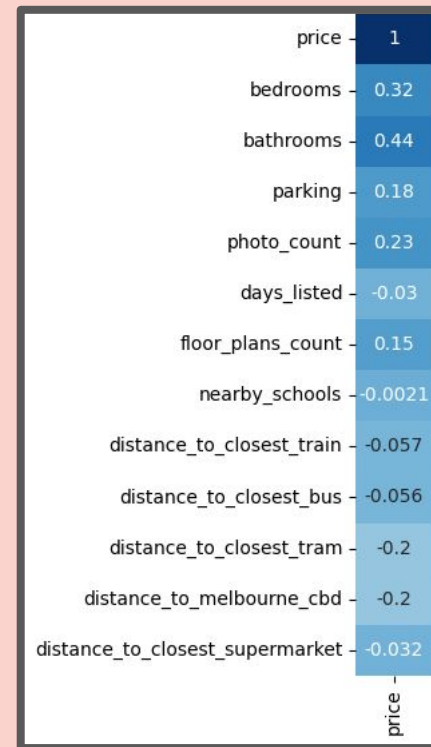 price - 1
bedrooms - 0.32
bathrooms - 0.44
parking - 0.18
photo_count - 0.23
days_listed - -0.03
floor_plans_count - 0.15
nearby_schools - -0.0021
distance_to_closest_train - -0.057
distance_to_closest_bus - -0.056
distance_to_closest_tram - -0.2
distance_to_melbourne_cbd - -0.2
distance_to_closest_supermarket - -0.032
price -